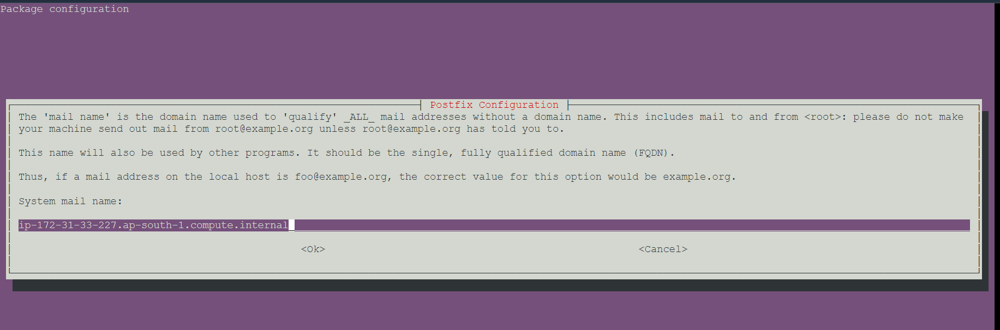 Package configuration
Postfix Configuration
The 'mail name' is the domain name used to 'qualify' _ALL_ mail addresses without a domain name. This includes mail to and from <root>: please do not make
your machine send out mail from root@example.org unless root@example.org has told you to.
This name will also be used by other programs. It should be the single, fully qualified domain name (FQDN).
Thus, if a mail address on the local host is foo@example.org, the correct value for this option would be example.org.
System mail name:
ip-172-31-33-227.ap-south-1.compute.internal
<Ok> <Cancel>